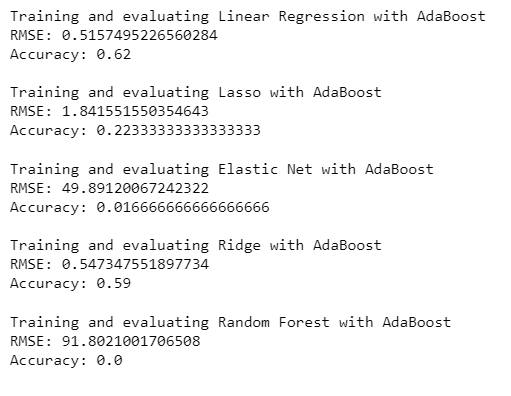 Training and evaluating Linear Regression with AdaBoost
RMSE: 0.5157495226560284
Accuracy: 0.62
Training and evaluating Lasso with AdaBoost
RMSE: 1.841551550354643
Accuracy: 0.22333333333333333
Training and evaluating Elastic Net with AdaBoost
RMSE: 49.89120067242322
Accuracy: 0.016666666666666666
Training and evaluating Ridge with AdaBoost
RMSE: 0.547347551897734
Accuracy: 0.59
Training and evaluating Random Forest with AdaBoost
RMSE: 91.8021001706508
Accuracy: 0.0